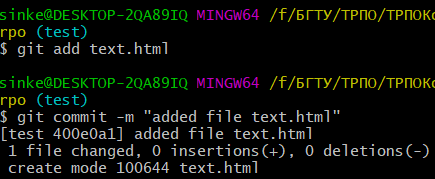 sinke@DESKTOP-2QA89IQ MINGW64 /f/БГТУ/ТРПО/ТРПОКо
rpo (test)
$ git add text.html
sinke@DESKTOP-2QA89IQ MINGW64 /f/БГТУ/ТРПО/ТРПОКо
rpo (test)
$ git commit -m "added file text.html"
[test 400e0a1] added file text.html
1 file changed, 0 insertions(+), 0 deletions(-)
create mode 100644 text.html